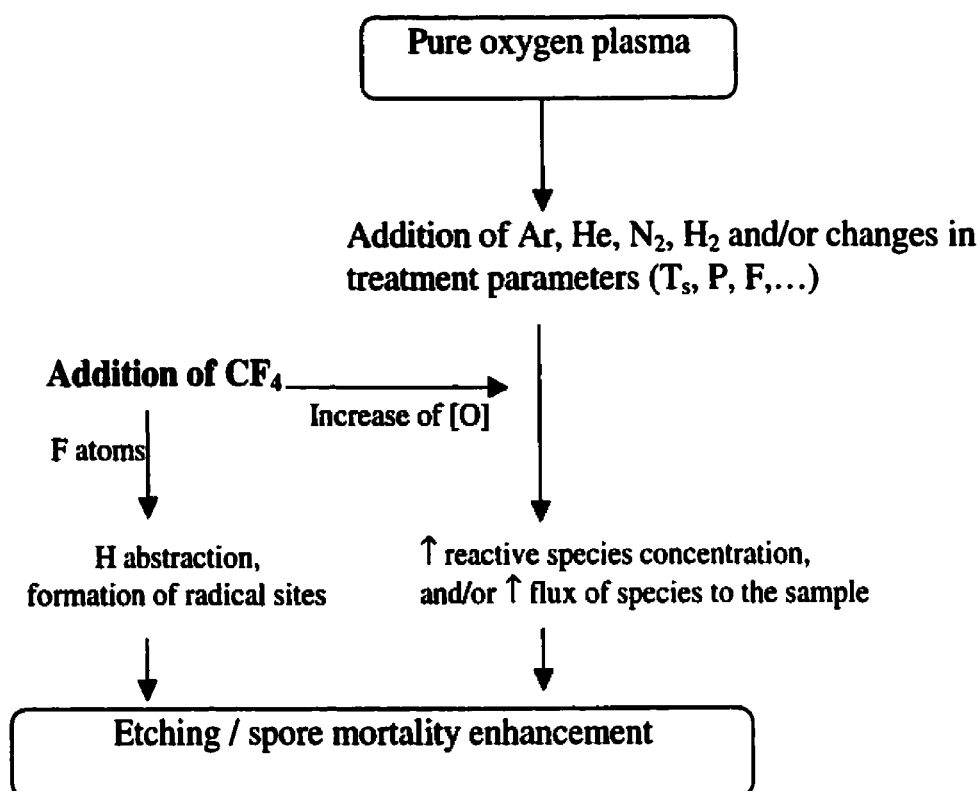 Pure oxygen plasma
Addition of Ar, He, N₂, H₂ and/or changes in
treatment parameters (Tₛ, P, F,…)
Addition of CF₄
Increase of [O]
F atoms
H abstraction,
formation of radical sites
↑ reactive species concentration,
and/or ↑ flux of species to the sample
Etching / spore mortality enhancement